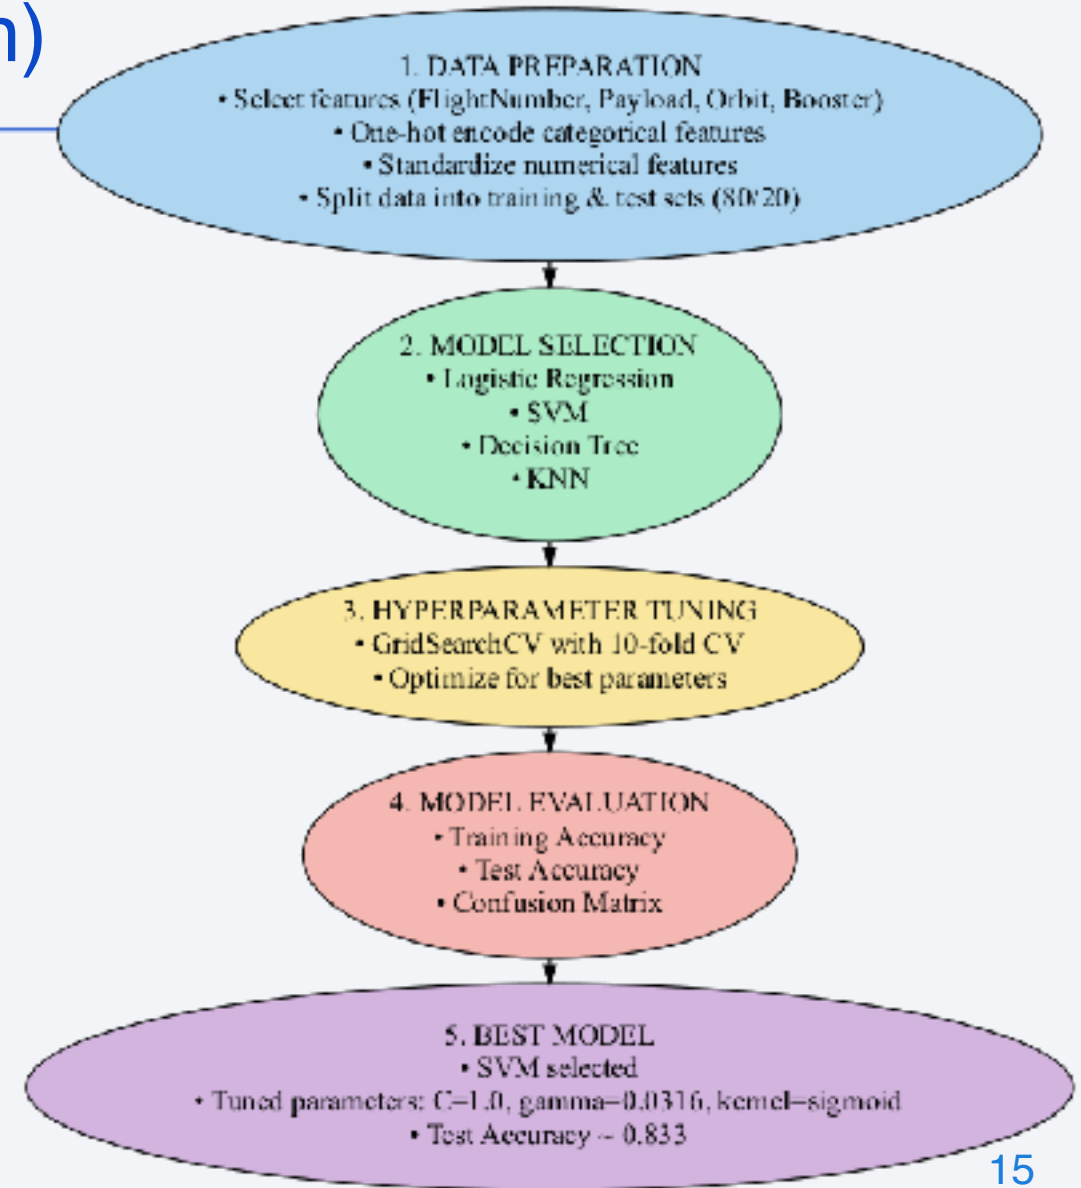 n)
1. DATA PREPARATION
• Select features (FlightNumber, Payload, Orbit, Booster)
• One-hot encode categorical features
• Standardize numerical features
• Split data into training & test sets (80/20)
2. MODEL SELECTION
• Logistic Regression
• SVM
• Decision Tree
• KNN
3. HYPERPARAMETER TUNING
• GridSearchCV with 10-fold CV
• Optimize for best parameters
4. MODEL EVALUATION
• Training Accuracy
• Test Accuracy
• Confusion Matrix
5. BEST MODEL
• SVM selected
• Tuned parameters: C=1.0, gamma=0.0316, kernel=sigmoid
• Test Accuracy ~ 0.833
15